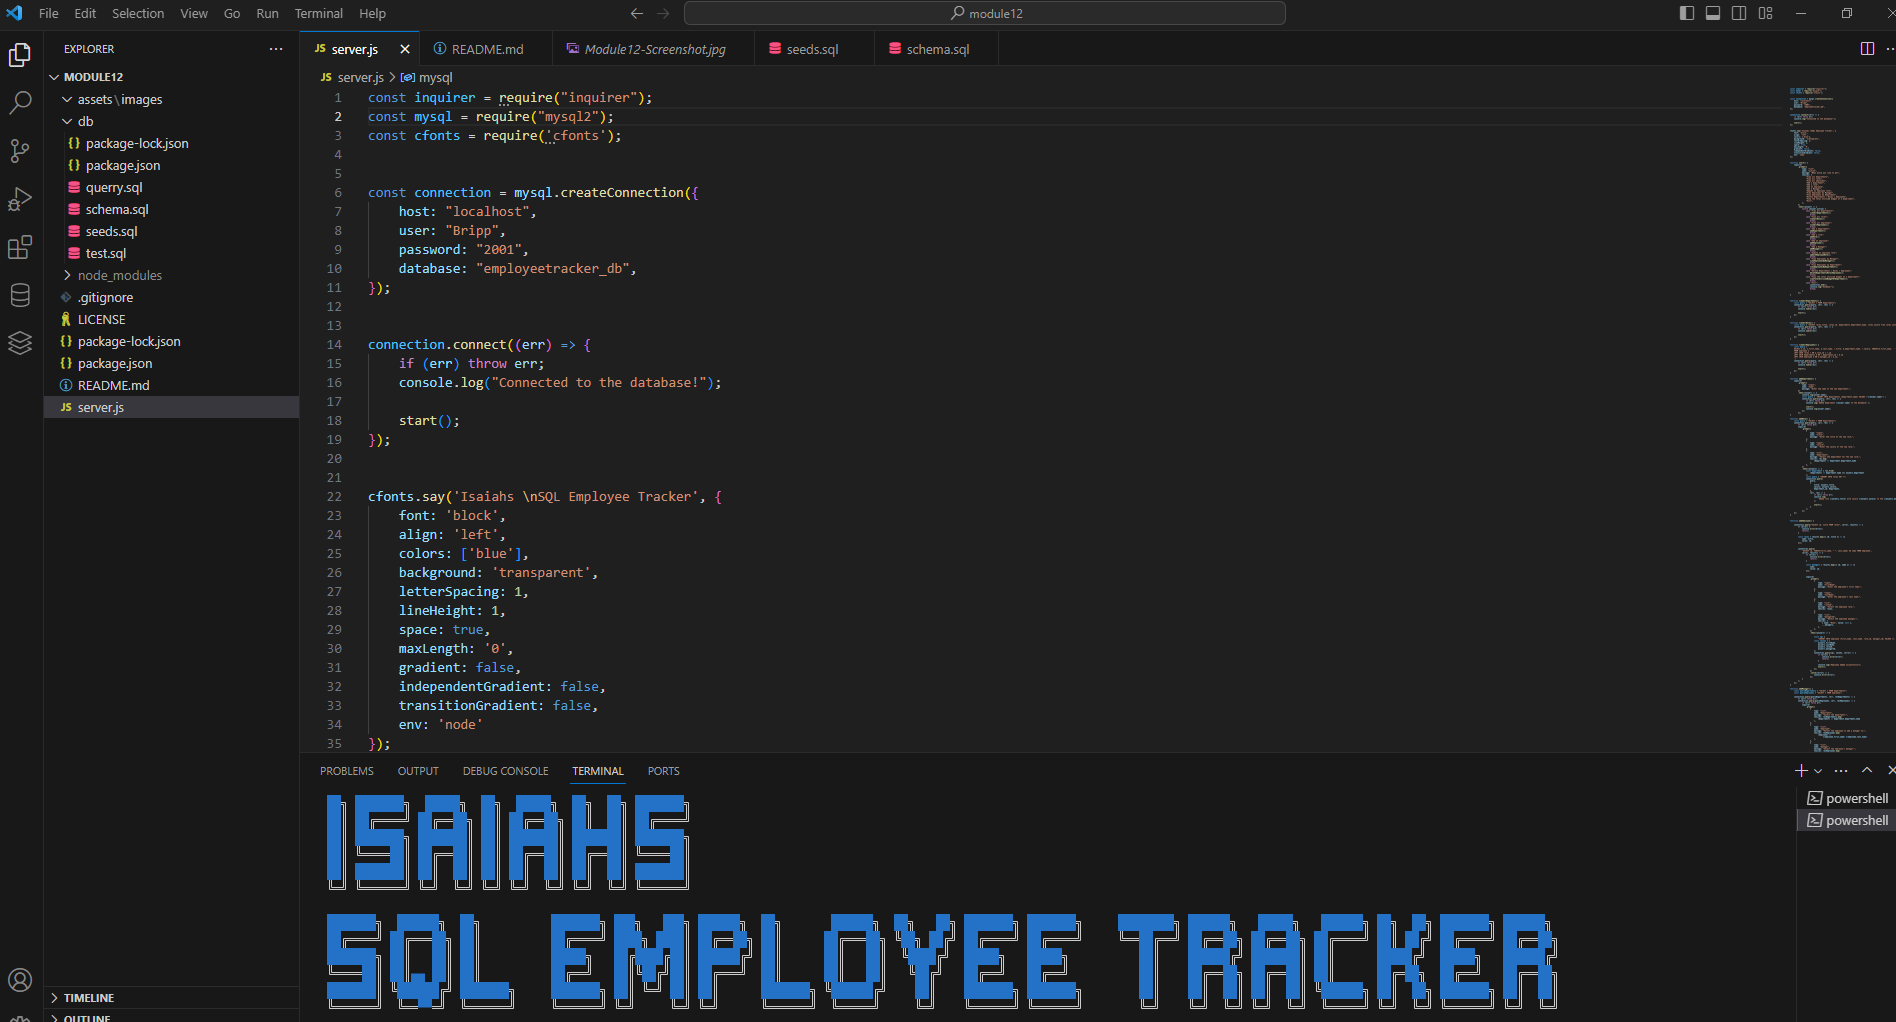 File Edit Selection View Go Run Terminal Help
module12
EXPLORER
MODULE12
assets\images
db
package-lock.json
package.json
querry.sql
schema.sql
seeds.sql
test.sql
node_modules
.gitignore
LICENSE
package-lock.json
package.json
README.md
JS server.js
TIMELINE
OUTLINE
JS server.js README.md Module12-Screenshot.jpg seeds.sql schema.sql
JS server.js > mysql
1 const inquirer = require("inquirer");
2 const mysql = require("mysql2");
3 const cfonts = require('cfonts');
4
5
6 const connection = mysql.createConnection({
7 host: "localhost",
8 user: "Bripp",
9 password: "2001",
10 database: "employeetracker_db",
11 });
12
13
14 connection.connect((err) => {
15 if (err) throw err;
16 console.log("Connected to the database!");
17
18 start();
19 });
20
21
22 cfonts.say('Isaiahs \nSQL Employee Tracker', {
23 font: 'block',
24 align: 'left',
25 colors: ['blue'],
26 background: 'transparent',
27 letterSpacing: 1,
28 lineHeight: 1,
29 space: true,
30 maxLength: '0',
31 gradient: false,
32 independentGradient: false,
33 transitionGradient: false,
34 env: 'node'
35 });
PROBLEMS OUTPUT DEBUG CONSOLE TERMINAL PORTS
powershell
powershell
ISAIAHS
SQL EMPLOYEE TRACKER